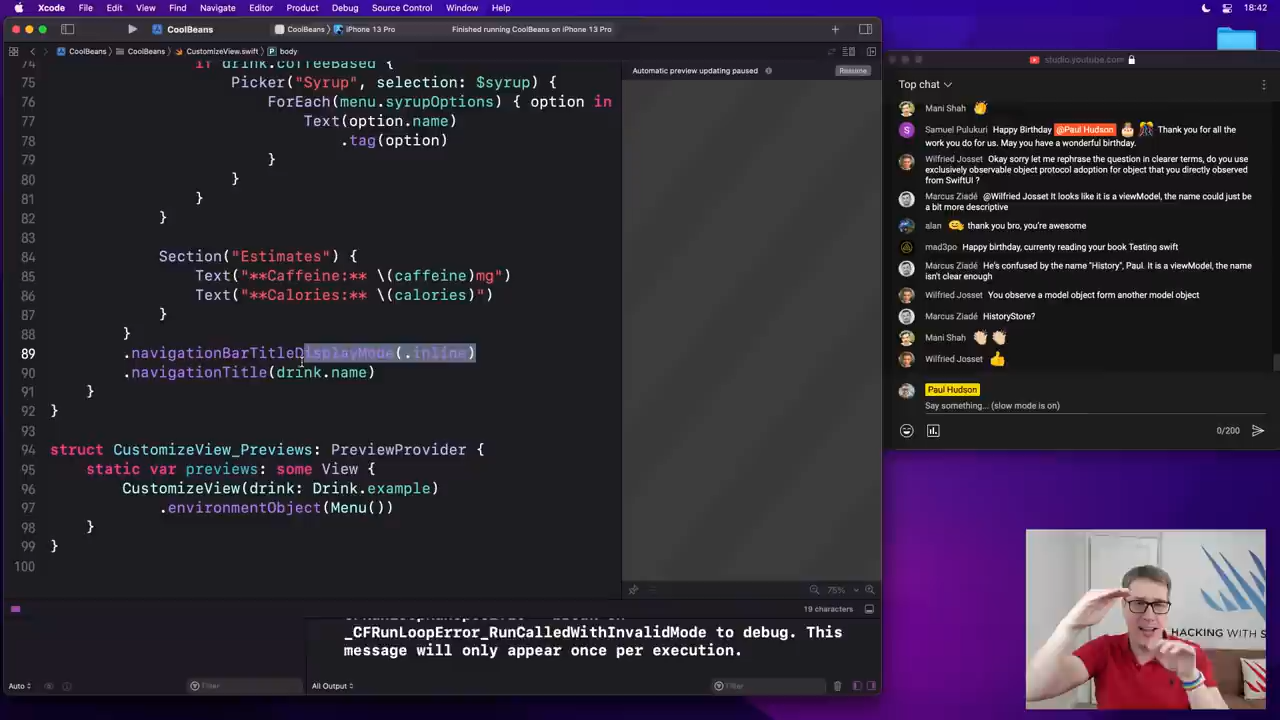 Xcode File Edit View Find Navigate Editor Product Debug Source Control Window Help 18:42
CoolBeans CoolBeans iPhone 13 Pro Finished running CoolBeans on iPhone 13 Pro
CoolBeans CoolBeans CustomizeView.swift body
74 if drink.coffeeBased {
75 Picker("Syrup", selection: $syrup) {
76 ForEach(menu.syrupOptions) { option in
77 Text(option.name)
78 .tag(option)
79 }
80 }
81 }
82 }
83
84 Section("Estimates") {
85 Text("**Caffeine:** \(caffeine)mg")
86 Text("**Calories:** \(calories)")
87 }
88 }
89 .navigationBarTitleDisplayMode(.inline)
90 .navigationTitle(drink.name)
91 }
92 }
93
94 struct CustomizeView_Previews: PreviewProvider {
95 static var previews: some View {
96 CustomizeView(drink: Drink.example)
97 .environmentObject(Menu())
98 }
99 }
100
Automatic preview updating paused Resume
75%
19 characters
_CFRunLoopError_RunCalledWithInvalidMode to debug. This
message will only appear once per execution.
Auto Filter All Output Filter
studio.youtube.com
Top chat
Mani Shah
S Samuel Pulukuri Happy Birthday @Paul Hudson Thank you for all the
work you do for us. May you have a wonderful birthday.
Wilfried Josset Okay sorry let me rephrase the question in clearer terms, do you use
exclusively observable object protocol adoption for object that you directly observed
from SwiftUI ?
Marcus Ziadé @Wilfried Josset It looks like it is a viewModel, the name could just be
a bit more descriptive
alan thank you bro, you're awesome
mad3po Happy birthday, currenty reading your book Testing swift
Marcus Ziadé He's confused by the name "History", Paul. It is a viewModel, the name
isn't clear enough
Wilfried Josset You observe a model object form another model object
Marcus Ziadé HistoryStore?
Mani Shah
Wilfried Josset
Paul Hudson
Say something... (slow mode is on)
0/200
HACKING WITH S